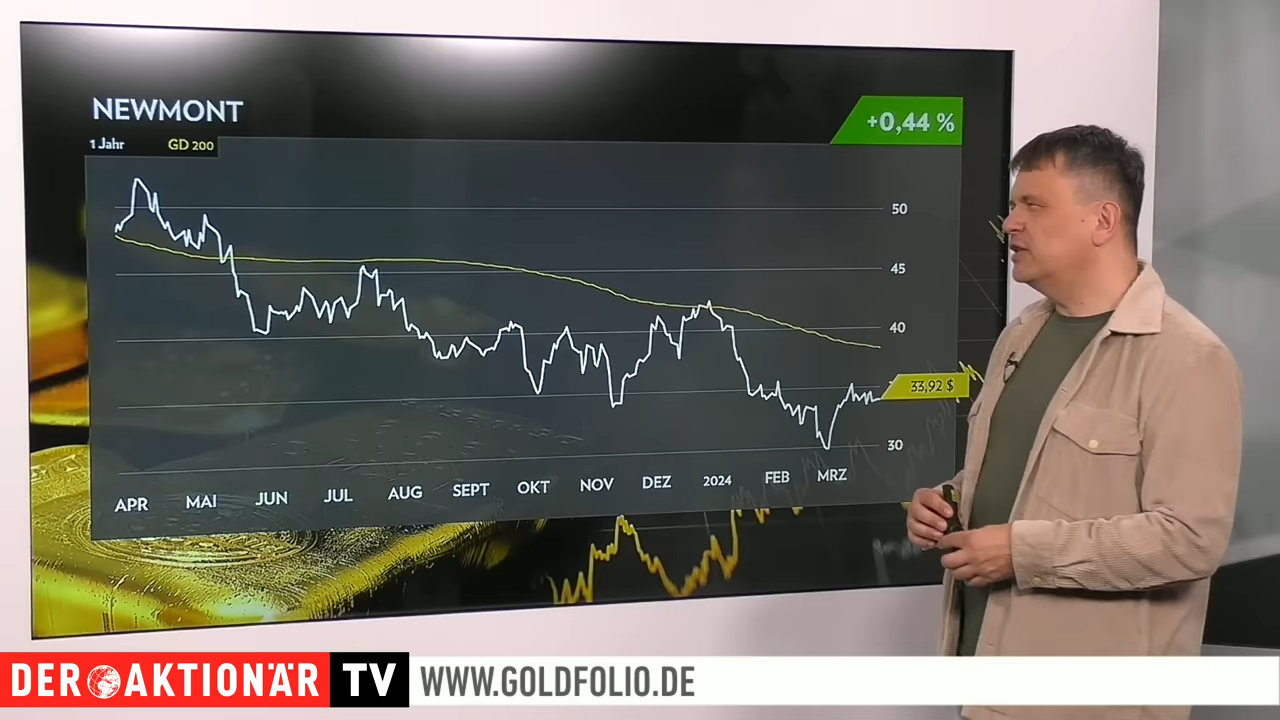 NEWMONT
+0,44 %
1 Jahr GD 200
50
45
40
33,92 $
30
APR MAI JUN JUL AUG SEPT OKT NOV DEZ 2024 FEB MRZ
DER AKTIONÄR TV WWW.GOLDFOLIO.DE